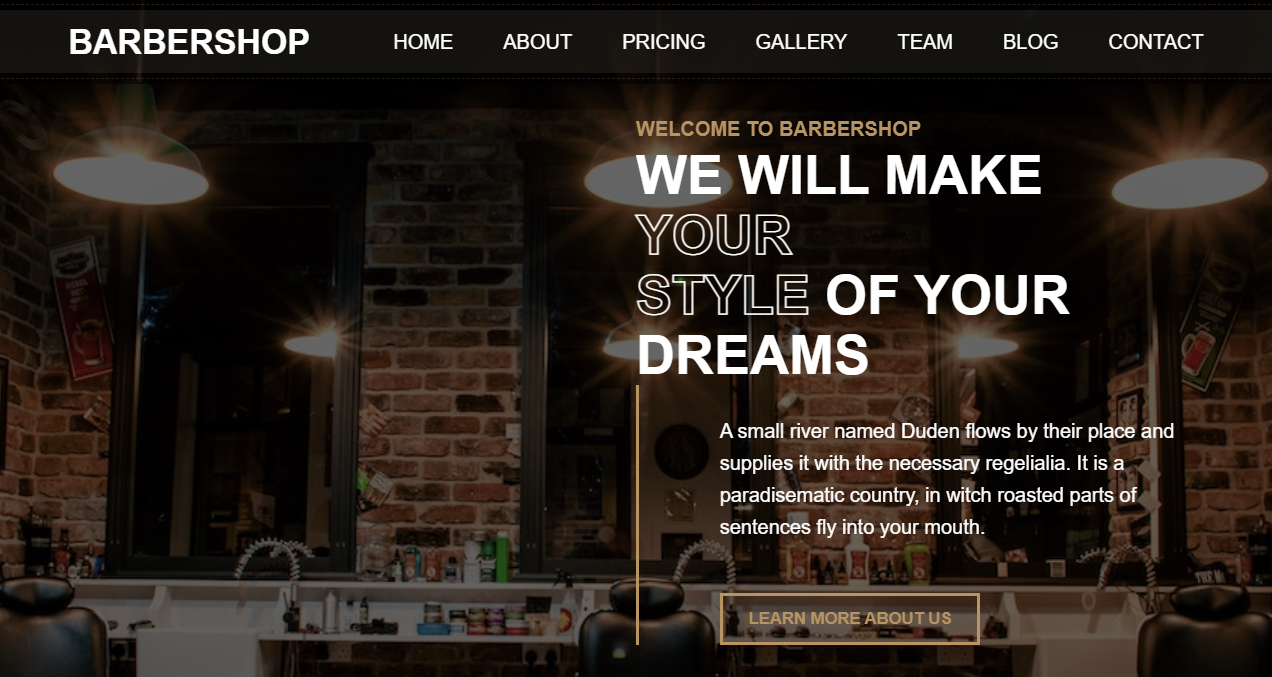 BARBERSHOP HOME ABOUT PRICING GALLERY TEAM BLOG CONTACT
WELCOME TO BARBERSHOP
WE WILL MAKE
YOUR
STYLE OF YOUR
DREAMS
A small river named Duden flows by their place and
supplies it with the necessary regelialia. It is a
paradisematic country, in witch roasted parts of
sentences fly into your mouth.
LEARN MORE ABOUT US